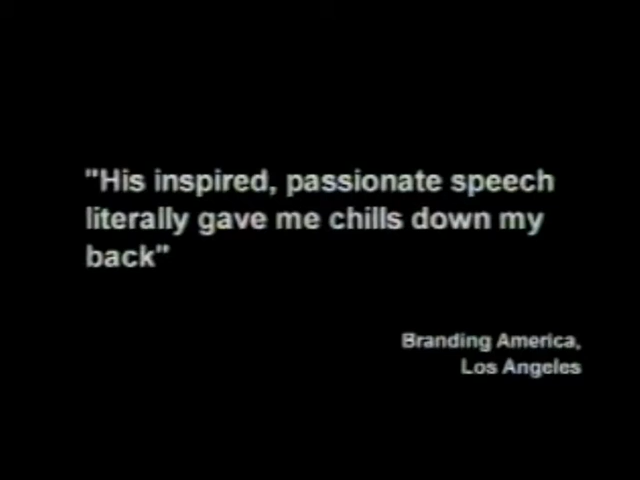 "His inspired, passionate speech
literally gave me chills down my
back"
Branding America,
Los Angeles